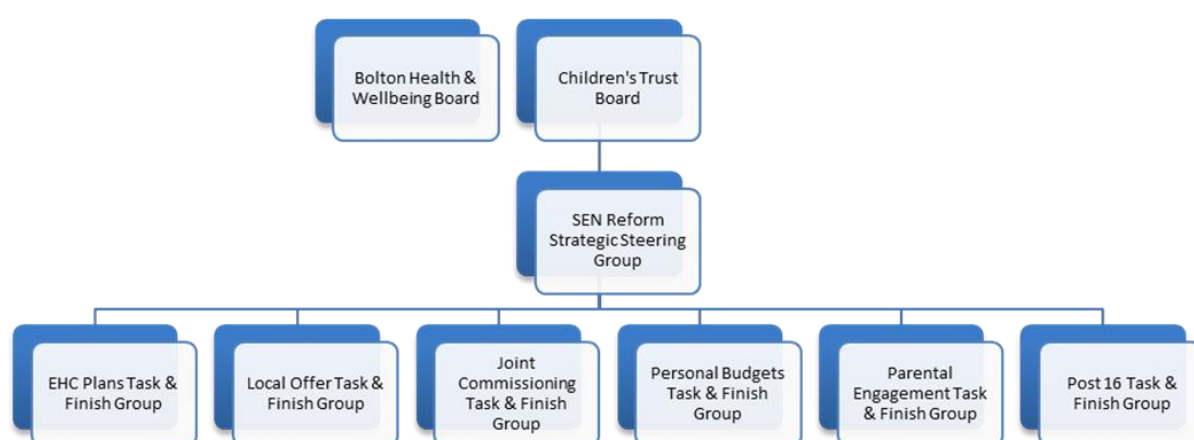 Bolton Health &
Wellbeing Board
Children's Trust
Board
SEN Reform
Strategic Steering
Group
EHC Plans Task &
Finish Group
Local Offer Task &
Finish Group
Joint
Commissioning
Task & Finish
Group
Personal Budgets
Task & Finish
Group
Parental
Engagement Task
& Finish Group
Post 16 Task &
Finish Group